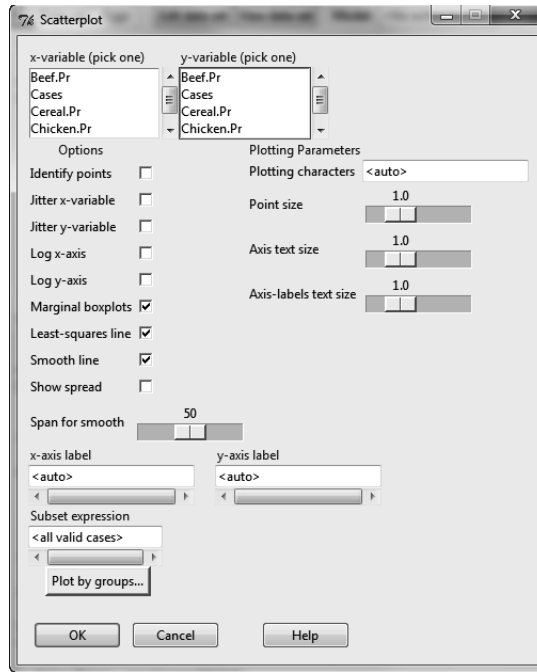 Scatterplot
x-variable (pick one) y-variable (pick one)
Beef.Pr Beef.Pr
Cases Cases
Cereal.Pr Cereal.Pr
Chicken.Pr Chicken.Pr
Options Plotting Parameters
Identify points Plotting characters <auto>
Jitter x-variable Point size 1.0
Jitter y-variable
Log x-axis Axis text size 1.0
Log y-axis
Marginal boxplots Axis-labels text size 1.0
Least-squares line
Smooth line
Show spread
Span for smooth 50
x-axis label y-axis label
<auto> <auto>
Subset expression
<all valid cases>
Plot by groups...
OK Cancel Help